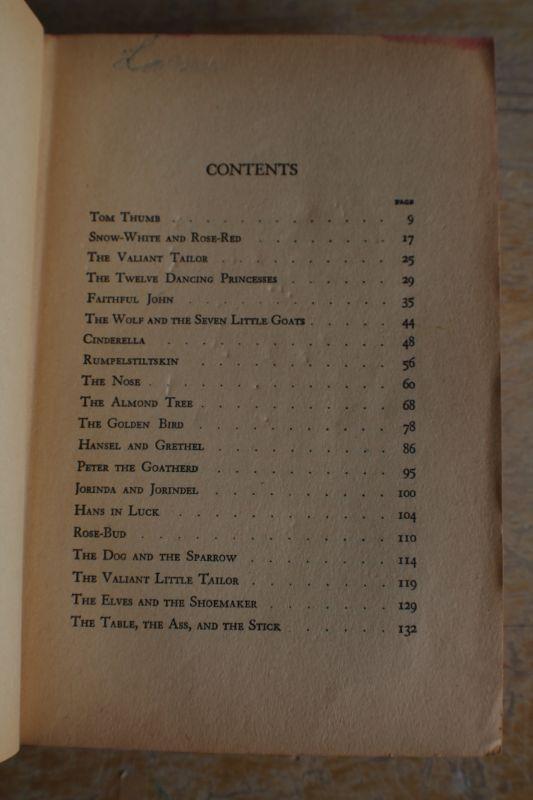 CONTENTS
PAGE
TOM THUMB . . . . . . . . . . . . . 9
SNOW-WHITE AND ROSE-RED . . . . . . . . 17
THE VALIANT TAILOR . . . . . . . . . . 25
THE TWELVE DANCING PRINCESSES . . . . . . 29
FAITHFUL JOHN . . . . . . . . . . . 35
THE WOLF AND THE SEVEN LITTLE GOATS . . . . . 44
CINDERELLA . . . . . . . . . . . . 48
RUMPELSTILTSKIN . . . . . . . . . . 56
THE NOSE . . . . . . . . . . . . . 60
THE ALMOND TREE . . . . . . . . . . 68
THE GOLDEN BIRD . . . . . . . . . . 78
HANSEL AND GRETHEL . . . . . . . . . 86
PETER THE GOATHERD . . . . . . . . . 95
JORINDA AND JORINDEL . . . . . . . . . 100
HANS IN LUCK . . . . . . . . . . . . 104
ROSE-BUD . . . . . . . . . . . . . 110
THE DOG AND THE SPARROW . . . . . . . . 114
THE VALIANT LITTLE TAILOR . . . . . . . . 119
THE ELVES AND THE SHOEMAKER . . . . . . . 129
THE TABLE, THE ASS, AND THE STICK . . . . . . 132